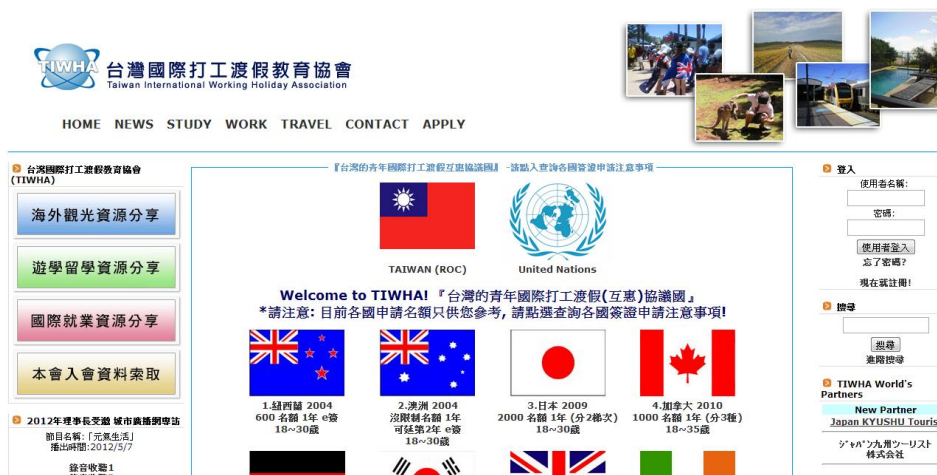 TIWHA
台灣國際打工渡假教育協會
Taiwan International Working Holiday Association
HOME NEWS STUDY WORK TRAVEL CONTACT APPLY
台灣國際打工渡假教育協會
(TIWHA)
海外觀光資源分享
遊學留學資源分享
國際就業資源分享
本會入會資料索取
2012年理事長受邀 城市廣播網專訪
節目名稱:「元氣生活」
播出時間:2012/5/7
錄音收聽1
『台灣的青年國際打工渡假互惠協議國』 -請點入查詢各國簽證申請注意事項
TAIWAN (ROC)
United Nations
Welcome to TIWHA!『台灣的青年國際打工渡假(互惠)協議國』
*請注意: 目前各國申請名額只供您參考, 請點選查詢各國簽證申請注意事項!
1.紐西蘭 2004
600 名額 1年 e簽
18~30歲
2.澳洲 2004
沒限制名額 1年
可延第2年 e簽
18~30歲
3.日本 2009
2000 名額 1年 (分2梯次)
18~30歲
4.加拿大 2010
1000 名額 1年 (分3種)
18~35歲
登入
使用者名稱:
密碼:
使用者登入
忘了密碼?
現在就註冊!
搜尋
搜尋
進階搜尋
TIWHA World's
Partners
New Partner
Japan KYUSHU Touris
ジャパン九州ツーリスト
株式会社